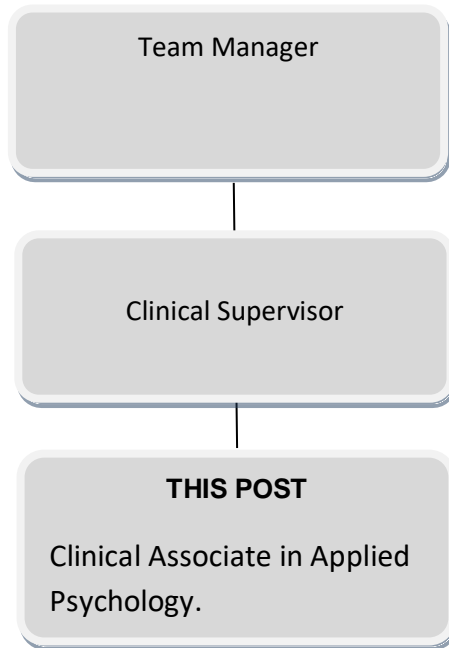 Team Manager
Clinical Supervisor
THIS POST
Clinical Associate in Applied
Psychology.